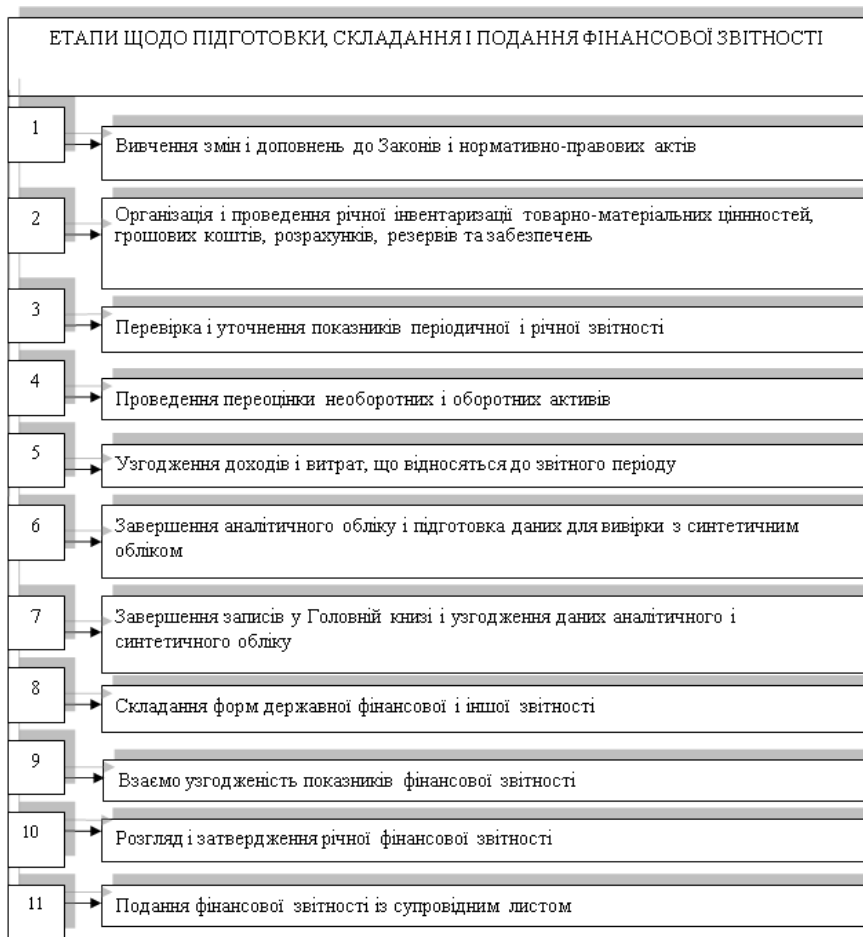 ЕТАПИ ЩОДО ПІДГОТОВКИ, СКЛАДАННЯ І ПОДАННЯ ФІНАНСОВОЇ ЗВІТНОСТІ
1
Вивчення змін і доповнень до Законів і нормативно-правових актів
2
Організація і проведення річної інвентаризації товарно-матеріальних ціннностей,
грошових коштів, розрахунків, резервів та забезпечень
3
Перевірка і уточнення показників періодичної і річної звітності
4
Проведення переоцінки необоротних і оборотних активів
5
Узгодження доходів і витрат, що відносяться до звітного періоду
6
Завершення аналітичного обліку і підготовка даних для вивірки з синтетичним
обліком
7
Завершення записів у Головній книзі і узгодження даних аналітичного і
синтетичного обліку
8
Складання форм державної фінансової і іншої звітності
9
Взаємо узгодженість показників фінансової звітності
10
Розгляд і затвердження річної фінансової звітності
11
Подання фінансової звітності із супровідним листом